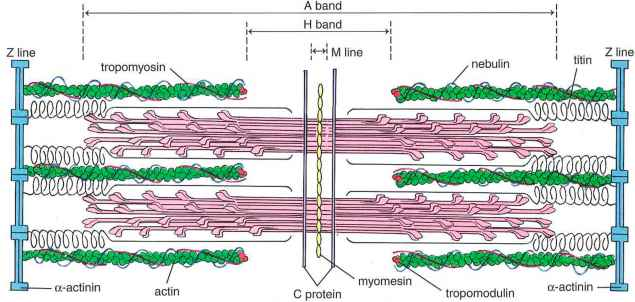 A band
H band
M line
Z line
Z line
tropomyosin
nebulin
titin
α-actinin
actin
C protein
myomesin
tropomodulin
α-actinin